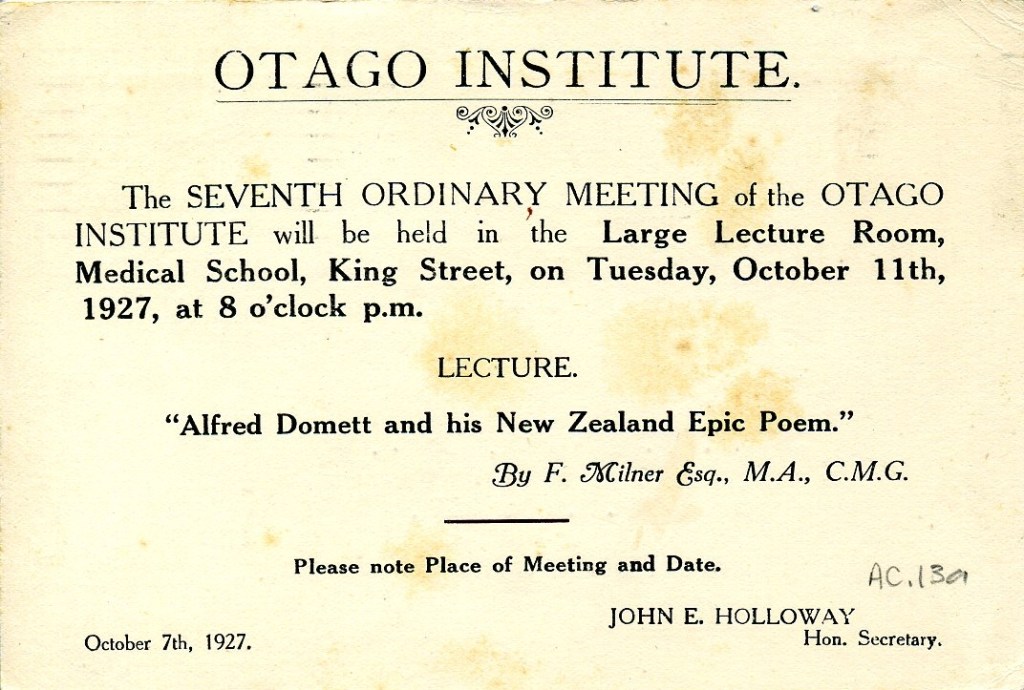 OTAGO INSTITUTE.
The SEVENTH ORDINARY MEETING of the OTAGO
INSTITUTE will be held in the Large Lecture Room,
Medical School, King Street, on Tuesday, October 11th,
1927, at 8 o'clock p.m.
LECTURE.
"Alfred Domett and his New Zealand Epic Poem."
By F. Milner Esq., M.A., C.M.G.
Please note Place of Meeting and Date.
AC.13a
JOHN E. HOLLOWAY
October 7th, 1927.
Hon. Secretary.